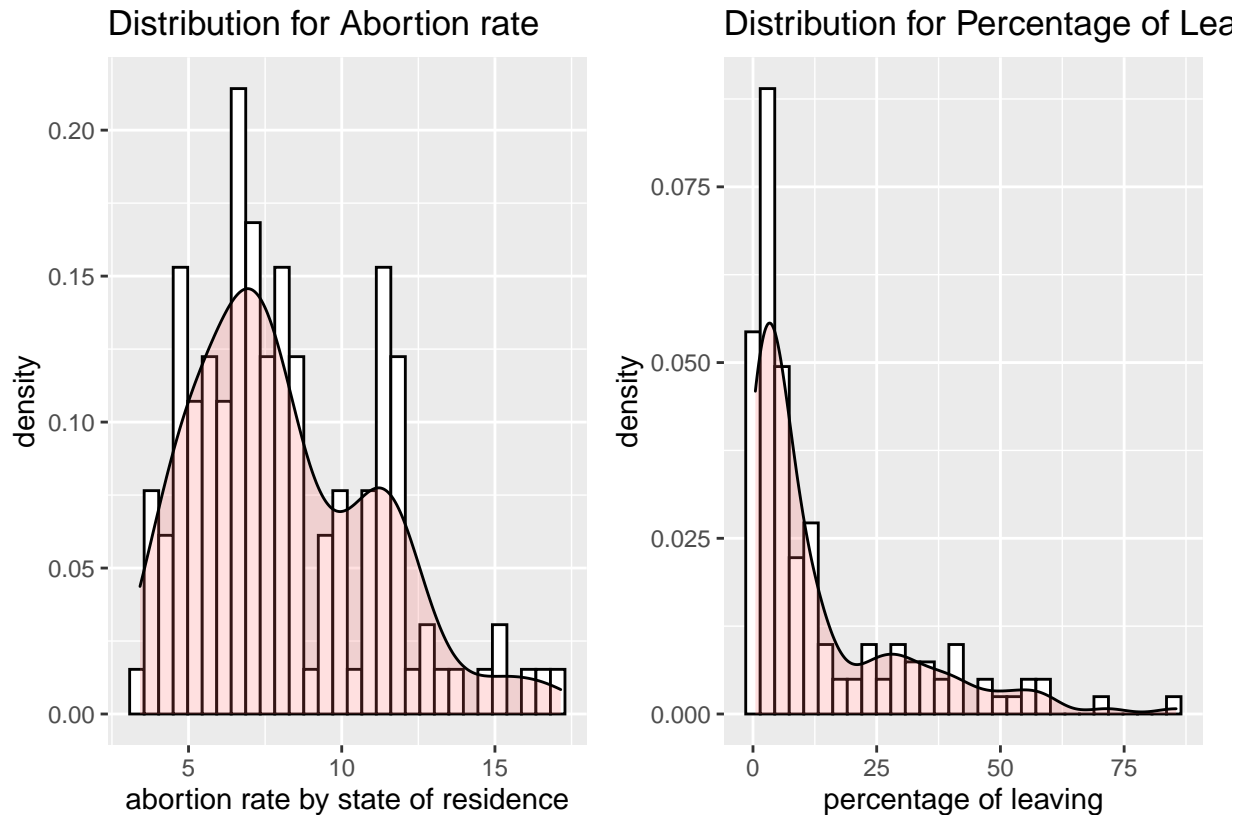 Distribution for Abortion rate
density
0.20
0.15
0.10
0.05
0.00
5 10 15
abortion rate by state of residence
Distribution for Percentage of Lea
density
0.075
0.050
0.025
0.000
0 25 50 75
percentage of leaving